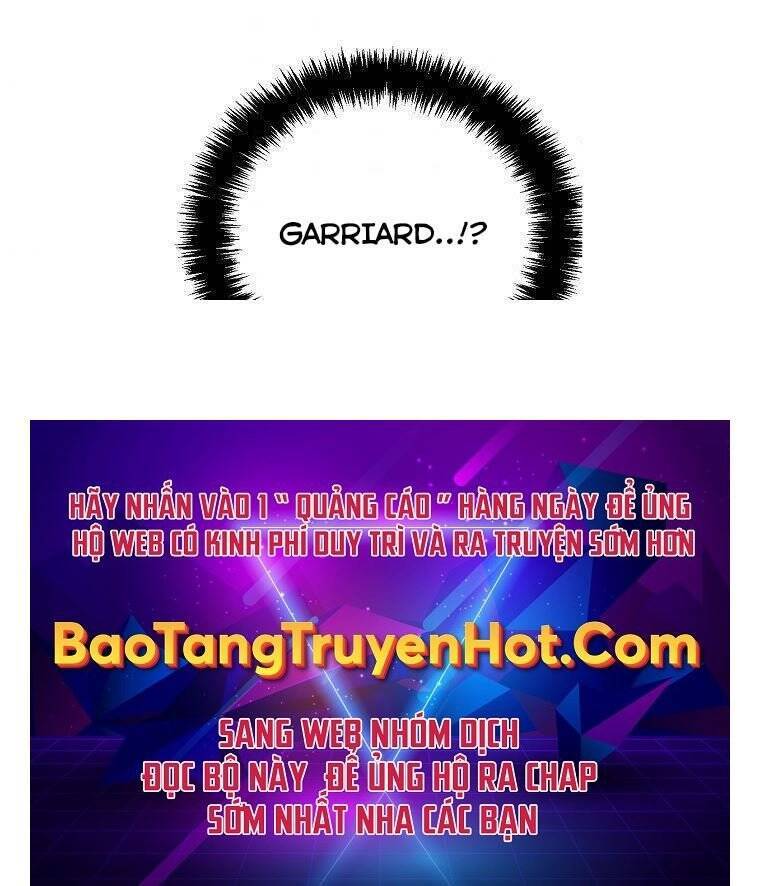 GARRIARD..!?
HÃY NHẤN VÀO 1 “ QUẢNG CÁO ” HÀNG NGÀY ĐỂ ỦNG
HỘ WEB CÓ KINH PHÍ DUY TRÌ VÀ RA TRUYỆN SỚM HƠN
BaoTangTruyenHot.Com
SANG WEB NHÓM DỊCH
ĐỌC BỘ NÀY ĐỂ ỦNG HỘ RA CHAP
SỚM NHẤT NHA CÁC BẠN